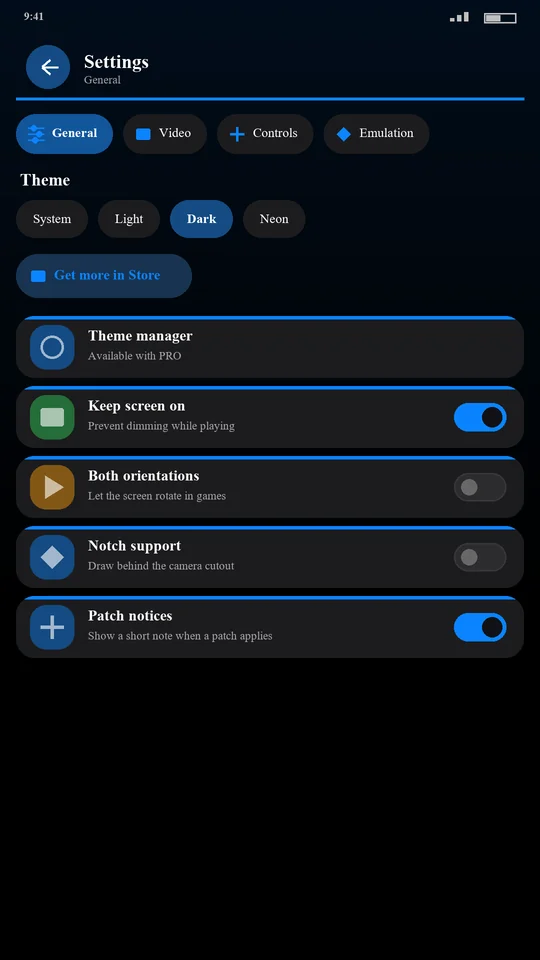 9:41
Settings
General
General
Video
Controls
Emulation
Theme
System
Light
Dark
Neon
Get more in Store
Theme manager
Available with PRO
Keep screen on
Prevent dimming while playing
Both orientations
Let the screen rotate in games
Notch support
Draw behind the camera cutout
Patch notices
Show a short note when a patch applies